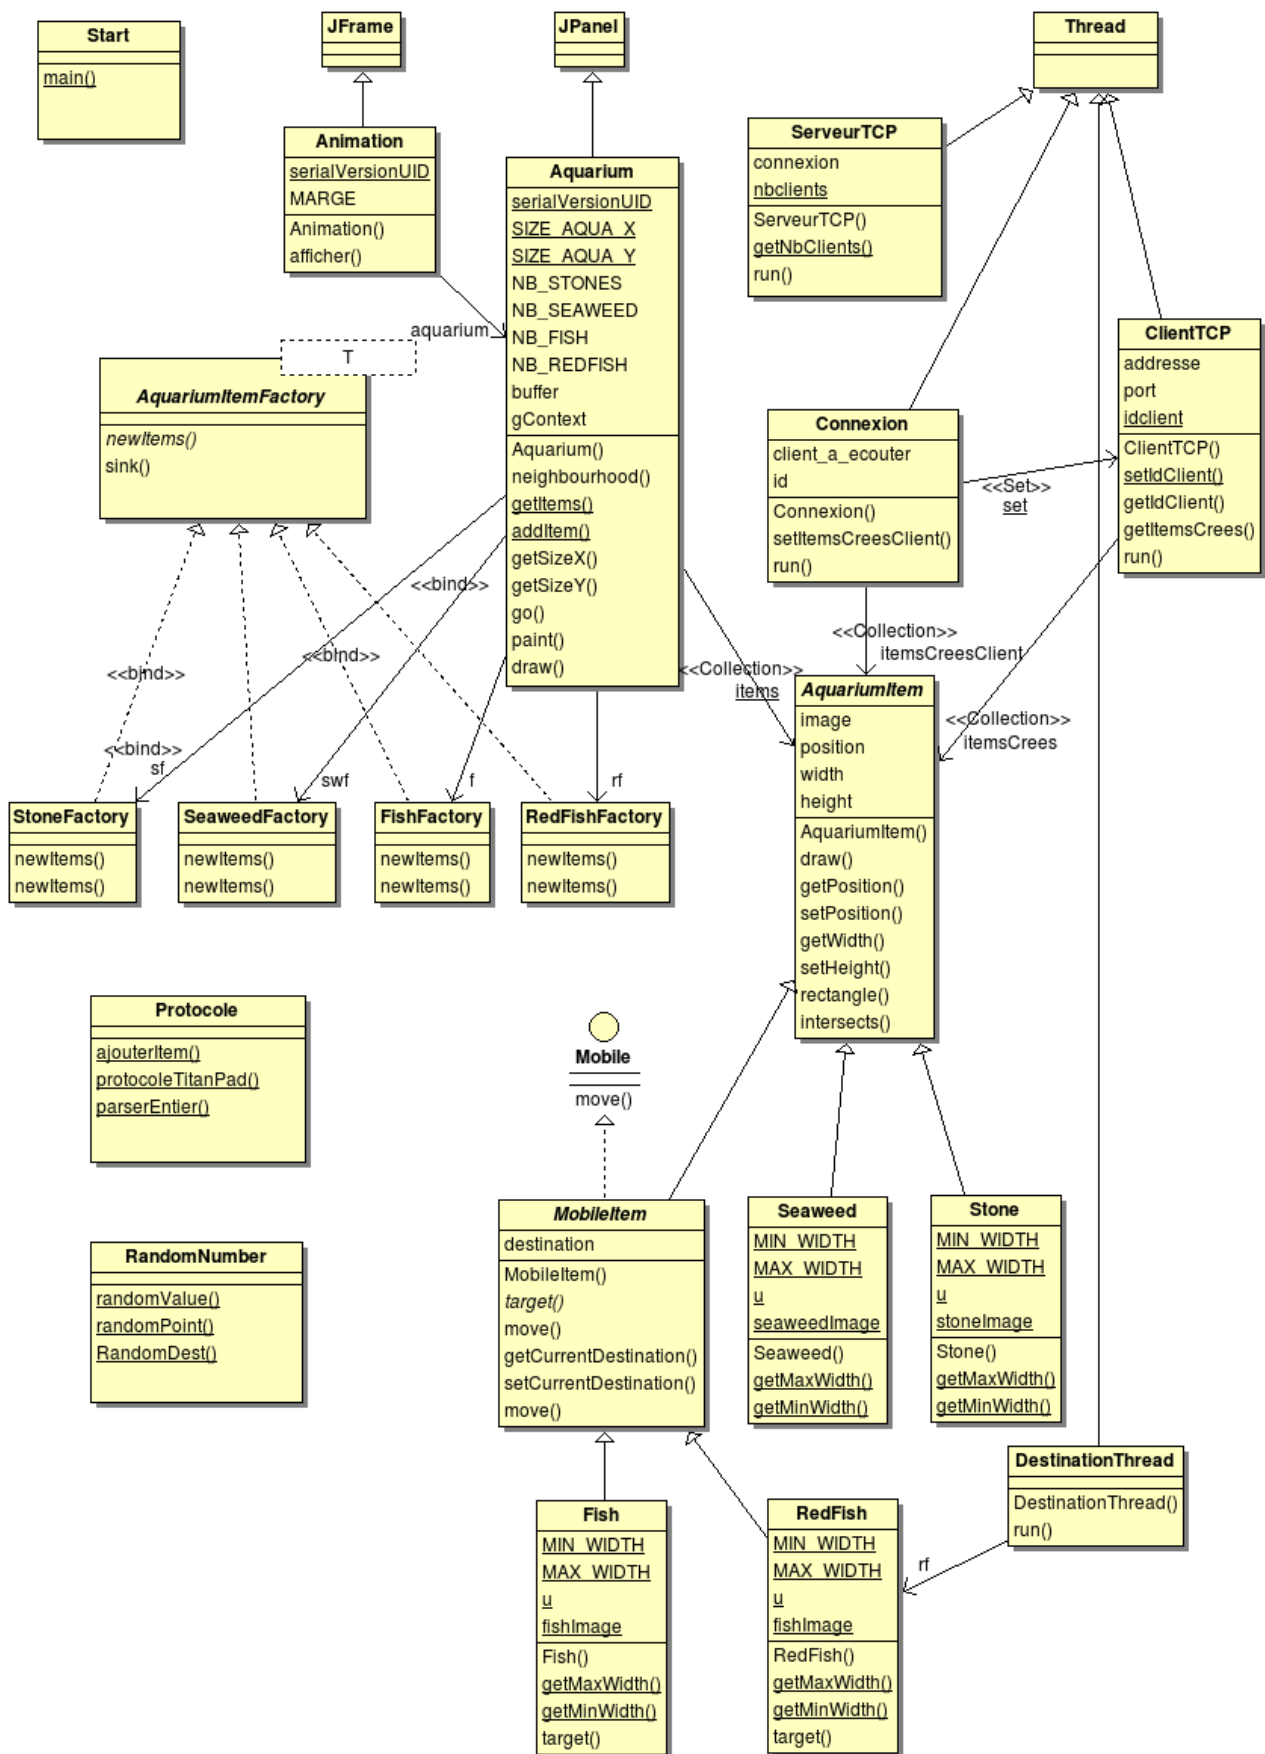 Start
main()
JFrame
JPanel
Thread
Animation
serialVersionUID
MARGE
Animation()
afficher()
aquarium
Aquarium
serialVersionUID
SIZE_AQUA_X
SIZE_AQUA_Y
NB_STONES
NB_SEAWEED
NB_FISH
NB_REDFISH
buffer
gContext
Aquarium()
neighbourhood()
getItems()
addItem()
getSizeX()
getSizeY()
go()
paint()
draw()
ServeurTCP
connexion
nbclients
ServeurTCP()
getNbClients()
run()
ClientTCP
addresse
port
idclient
ClientTCP()
setIdClient()
getIdClient()
getItemsCrees()
run()
Connexion
client_a_ecouter
id
Connexion()
setItemsCreesClient()
run()
<<Set>>
set
T
AquariumItemFactory
newItems()
sink()
<<bind>>
<<bind>>
<<bind>>
<<bind>>
sf
swf
f
rf
<<Collection>>
itemsCreesClient
<<Collection>>
items
<<Collection>>
itemsCrees
StoneFactory
newItems()
newItems()
SeaweedFactory
newItems()
newItems()
FishFactory
newItems()
newItems()
RedFishFactory
newItems()
newItems()
AquariumItem
image
position
width
height
AquariumItem()
draw()
getPosition()
setPosition()
getWidth()
setHeight()
rectangle()
intersects()
Protocole
ajouterItem()
protocoleTitanPad()
parserEntier()
Mobile
move()
RandomNumber
randomValue()
randomPoint()
RandomDest()
MobileItem
destination
MobileItem()
target()
move()
getCurrentDestination()
setCurrentDestination()
move()
Seaweed
MIN_WIDTH
MAX_WIDTH
u
seaweedImage
Seaweed()
getMaxWidth()
getMinWidth()
Stone
MIN_WIDTH
MAX_WIDTH
u
stoneImage
Stone()
getMaxWidth()
getMinWidth()
DestinationThread
DestinationThread()
run()
rf
Fish
MIN_WIDTH
MAX_WIDTH
u
fishImage
Fish()
getMaxWidth()
getMinWidth()
target()
RedFish
MIN_WIDTH
MAX_WIDTH
u
fishImage
RedFish()
getMaxWidth()
getMinWidth()
target()